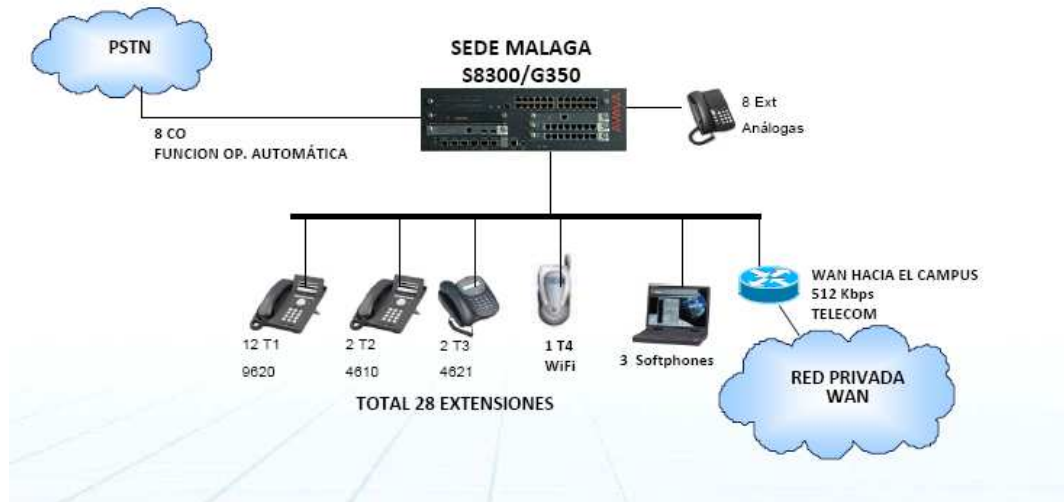 PSTN
SEDE MALAGA
S8300/G350
AVAYA
8 Ext
Análogas
8 CO
FUNCION OP. AUTOMÁTICA
12 T1
9620
2 T2
4610
2 T3
4621
1 T4
WiFi
3 Softphones
WAN HACIA EL CAMPUS
512 Kbps
TELECOM
RED PRIVADA
WAN
TOTAL 28 EXTENSIONES